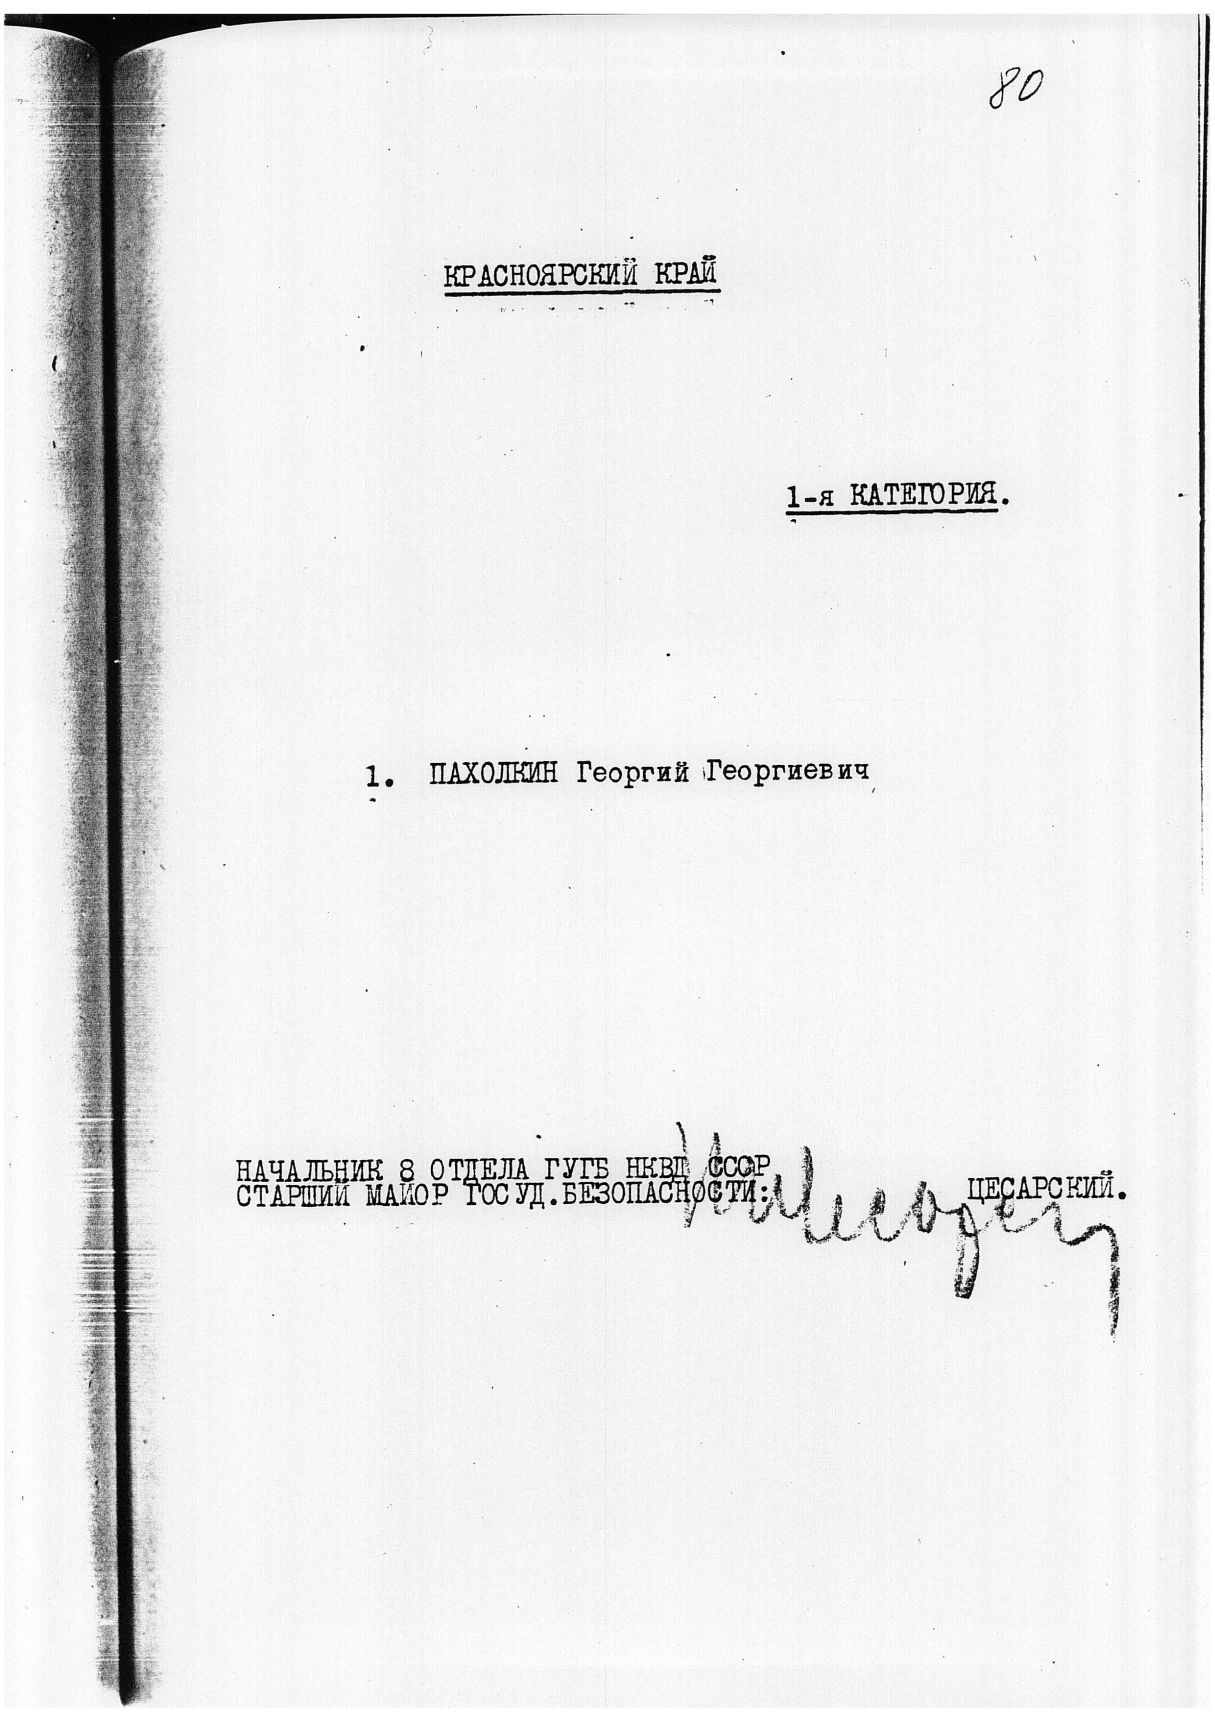 80
КРАСНОЯРСКИЙ КРАЙ
1-я КАТЕГОРИЯ.
1. ПАХОЛКИН Георгий Георгиевич
НАЧАЛЬНИК 8 ОТДЕЛА ГУГБ НКВД СССР
СТАРШИЙ МАЙОР ГОСУД.БЕЗОПАСНОСТИ: ЦЕСАРСКИЙ.